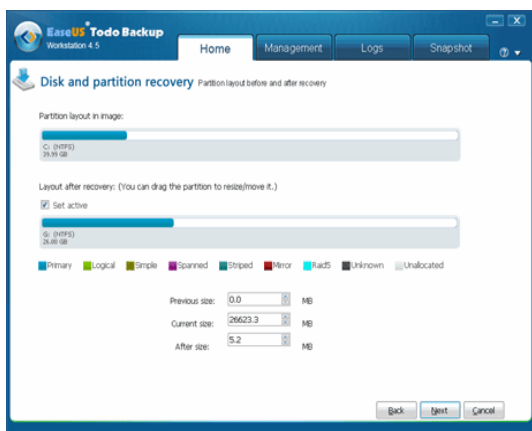 EaseUS® Todo Backup
Workstation 4.5
Home Management Logs Snapshot
Disk and partition recovery Partition layout before and after recovery
Partition layout in image:
C: (NTFS)
39.99 GB
Layout after recovery: (You can drag the partition to resize/move it.)
Set active
G: (NTFS)
26.00 GB
Primary Logical Simple Spanned Striped Mirror Raid5 Unknown Unallocated
Previous size: 0.0 MB
Current size: 26623.3 MB
After size: 5.2 MB
Back Next Cancel